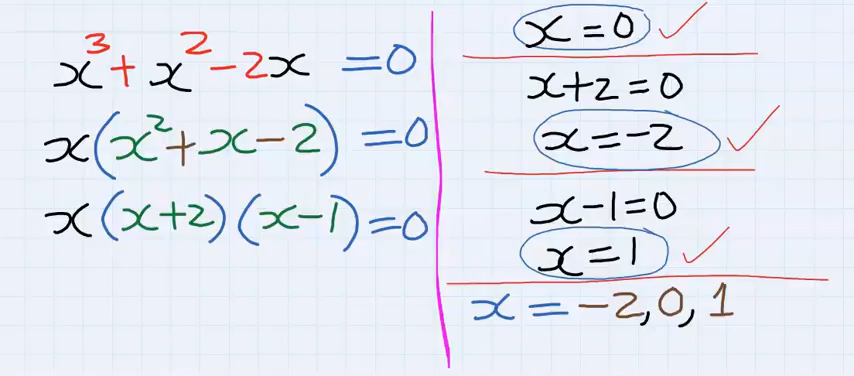 x³ + x² - 2x = 0
x(x² + x - 2) = 0
x(x+2)(x-1) = 0
x = 0 ✓
x+2 = 0
x = -2 ✓
x-1 = 0
x = 1 ✓
x = -2, 0, 1